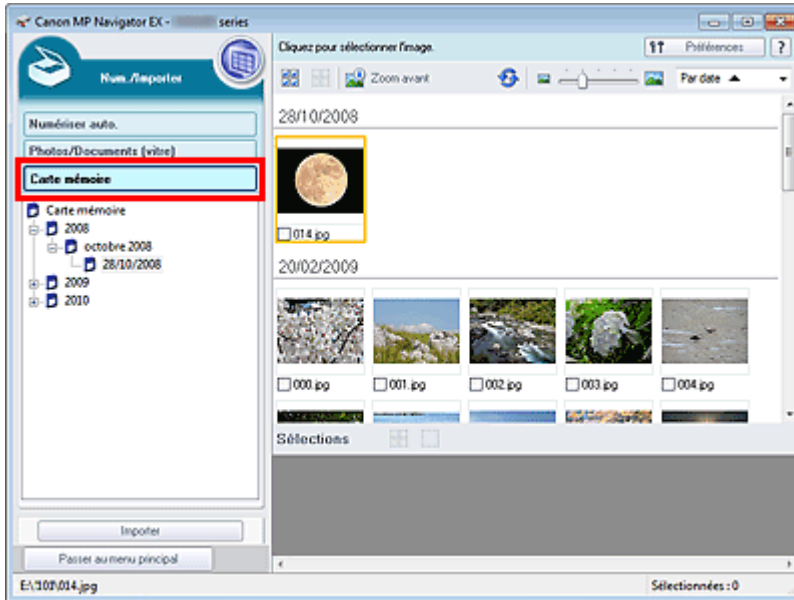 Canon MP Navigator EX - series
Num./Importer
Numériser auto.
Photos/Documents (vitre)
Carte mémoire
Carte mémoire
2008
octobre 2008
28/10/2008
2009
2010
Importer
Passer au menu principal
Cliquez pour sélectionner l'image.
Préférences
?
Zoom avant
Par date
28/10/2008
014.jpg
20/02/2009
000.jpg
001.jpg
002.jpg
003.jpg
004.jpg
Sélections
E:\101\014.jpg
Sélectionnées : 0